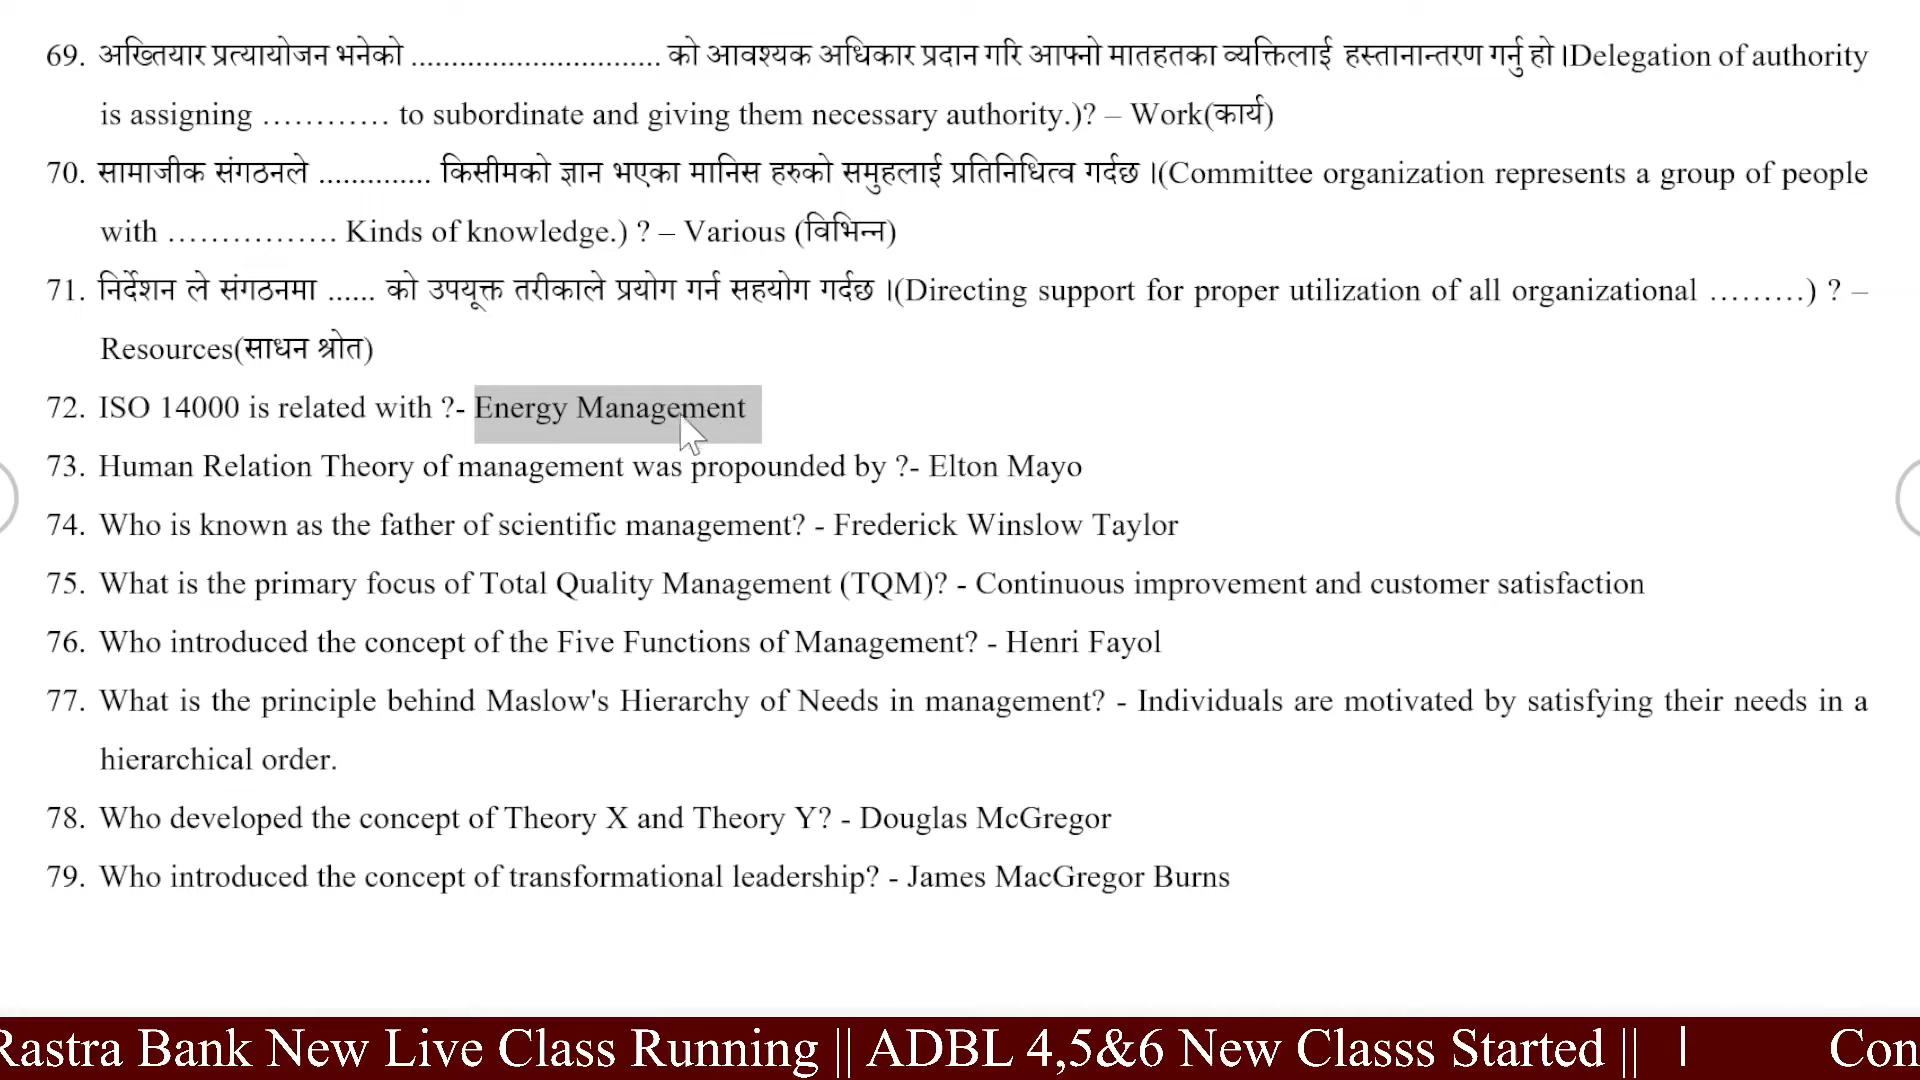 69. अख्तियार प्रत्यायोजन भनेको ............................... को आवश्यक अधिकार प्रदान गरि आफ्नो मातहतका व्यक्तिलाई हस्तानान्तरण गर्नु हो ।Delegation of authority
is assigning ………… to subordinate and giving them necessary authority.)? – Work(कार्य)
70. सामाजीक संगठनले .............. किसीमको ज्ञान भएका मानिस हरुको समुहलाई प्रतिनिधित्व गर्दछ ।(Committee organization represents a group of people
with ……………. Kinds of knowledge.) ? – Various (विभिन्न)
71. निर्देशन ले संगठनमा ...... को उपयूक्त तरीकाले प्रयोग गर्न सहयोग गर्दछ ।(Directing support for proper utilization of all organizational ………) ? –
Resources(साधन श्रोत)
72. ISO 14000 is related with ?- Energy Management
73. Human Relation Theory of management was propounded by ?- Elton Mayo
74. Who is known as the father of scientific management? - Frederick Winslow Taylor
75. What is the primary focus of Total Quality Management (TQM)? - Continuous improvement and customer satisfaction
76. Who introduced the concept of the Five Functions of Management? - Henri Fayol
77. What is the principle behind Maslow's Hierarchy of Needs in management? - Individuals are motivated by satisfying their needs in a
hierarchical order.
78. Who developed the concept of Theory X and Theory Y? - Douglas McGregor
79. Who introduced the concept of transformational leadership? - James MacGregor Burns
Rastra Bank New Live Class Running || ADBL 4,5&6 New Classs Started || l Con